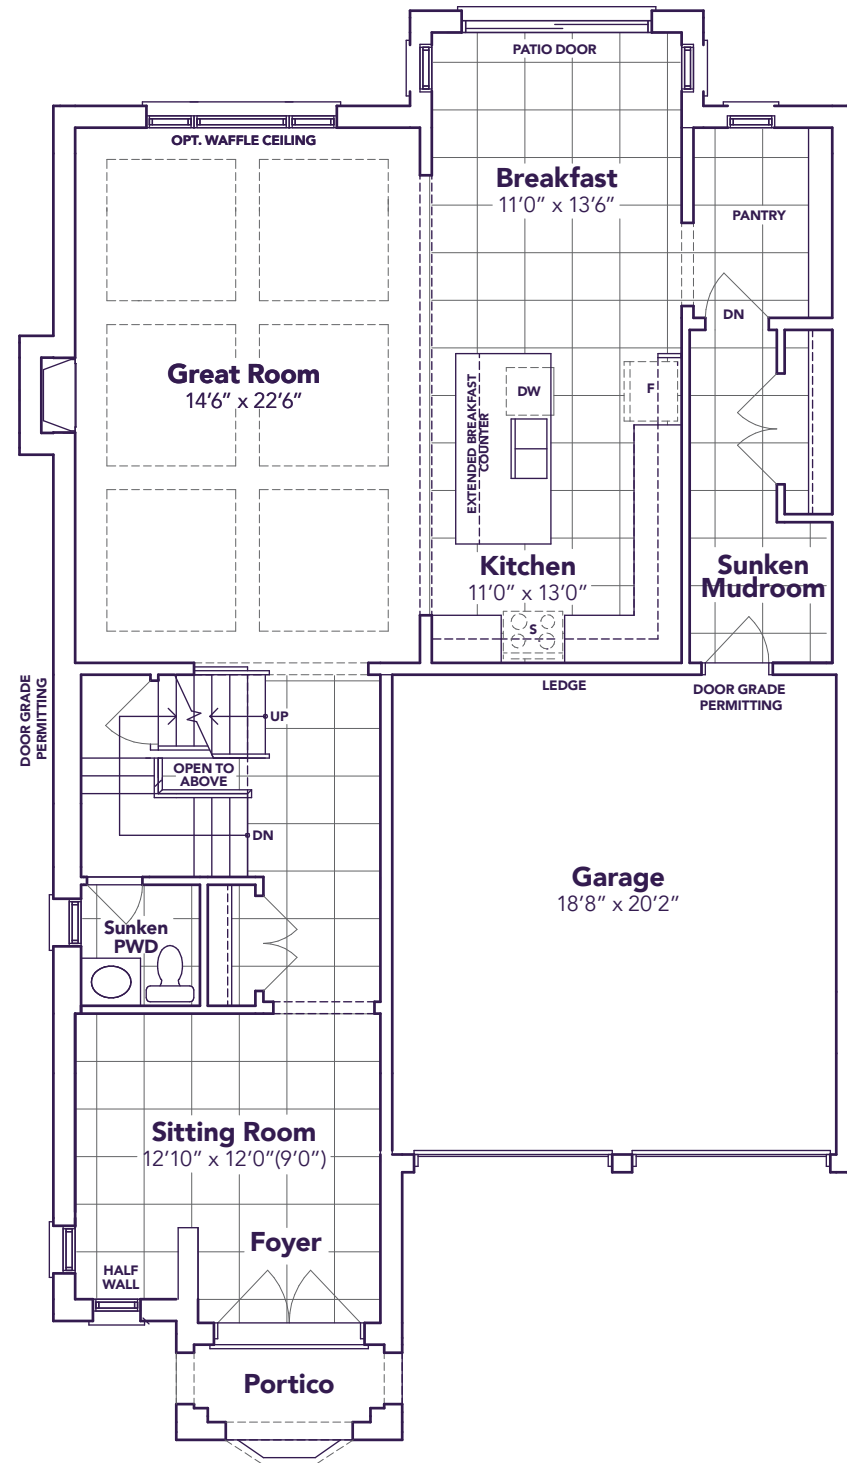 PATIO DOOR
OPT. WAFFLE CEILING
Breakfast
11'0" x 13'6"
PANTRY
DN
Great Room
14'6" x 22'6"
EXTENDED BREAKFAST
COUNTER
DW
F
Kitchen
11'0" x 13'0"
S
Sunken
Mudroom
LEDGE
DOOR GRADE
PERMITTING
DOOR GRADE
PERMITTING
UP
OPEN TO
ABOVE
DN
Garage
18'8" x 20'2"
Sunken
PWD
Sitting Room
12'10" x 12'0"(9'0")
Foyer
HALF
WALL
Portico